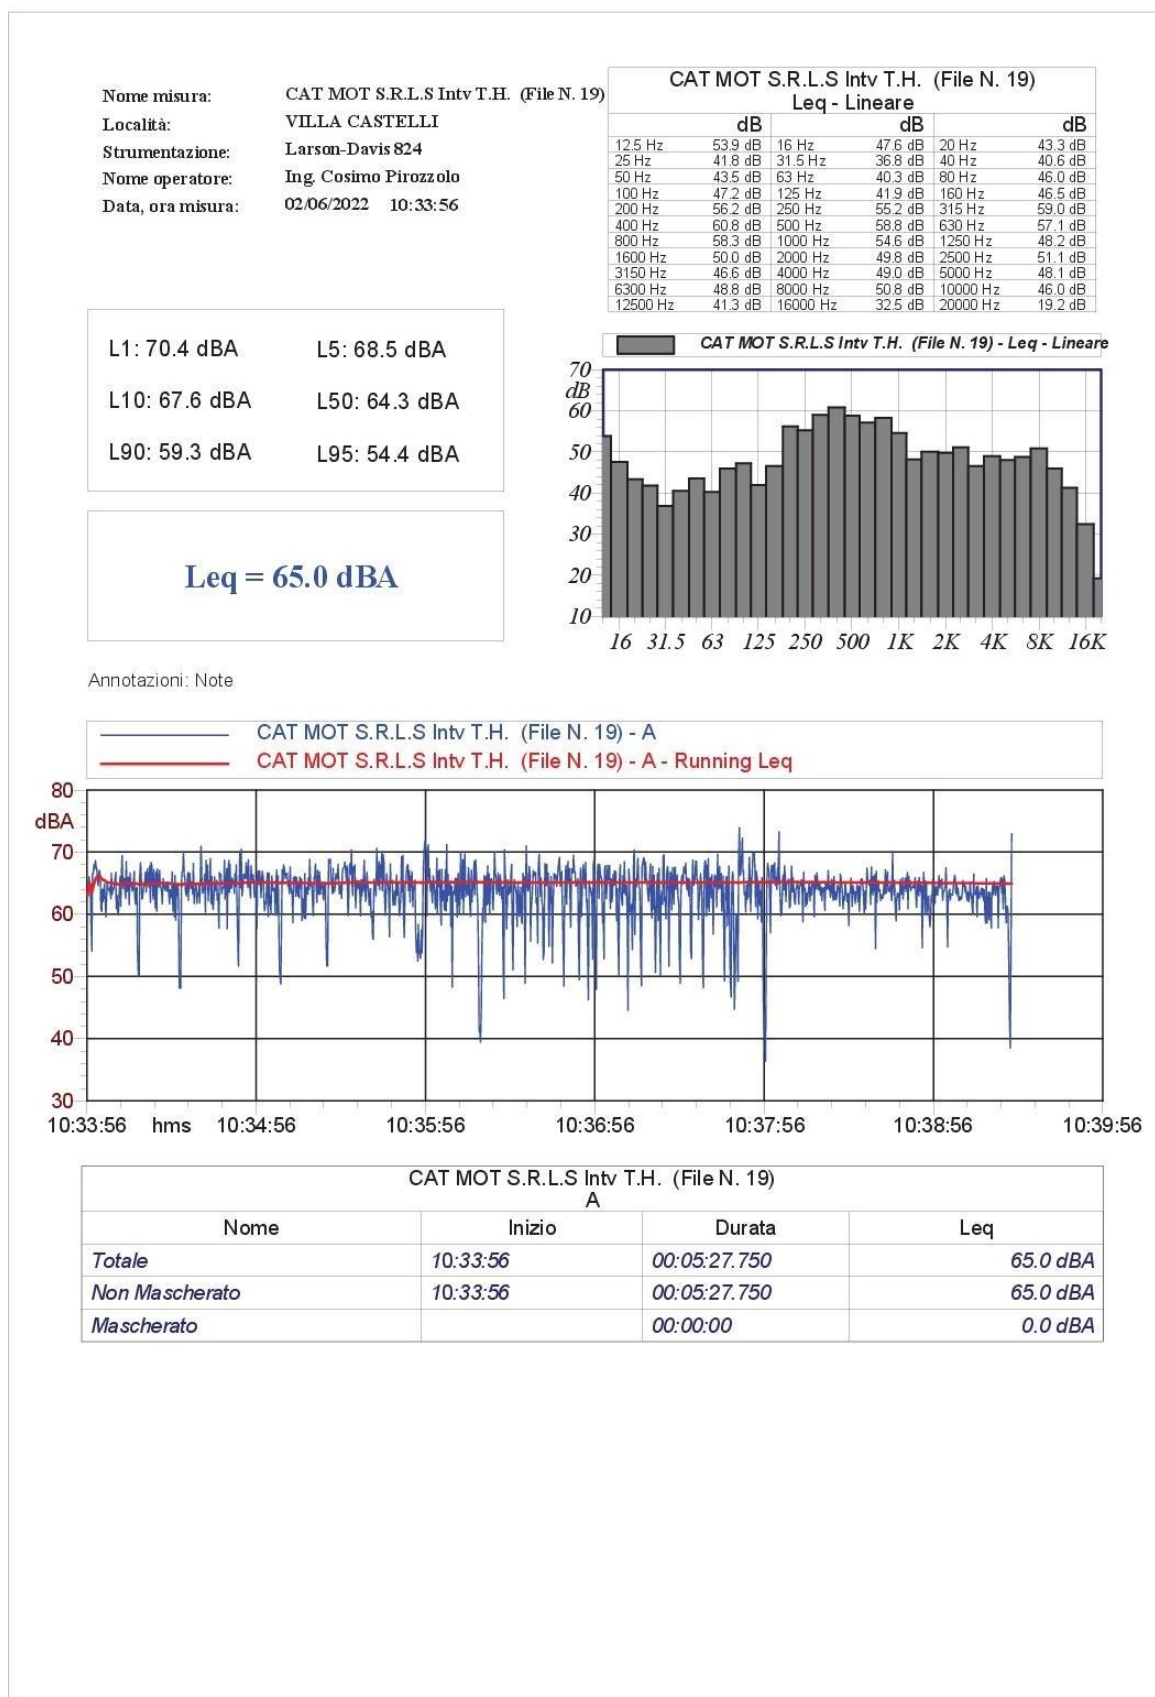 Nome misura: CAT MOT S.R.L.S Intv T.H. (File N. 19)
Località: VILLA CASTELLI
Strumentazione: Larson-Davis 824
Nome operatore: Ing. Cosimo Pirozzolo
Data, ora misura: 02/06/2022 10:33:56
CAT MOT S.R.L.S Intv T.H. (File N. 19)
Leq - Lineare
dB dB dB
12.5 Hz 53.9 dB 16 Hz 47.6 dB 20 Hz 43.3 dB
25 Hz 41.8 dB 31.5 Hz 36.8 dB 40 Hz 40.6 dB
50 Hz 43.5 dB 63 Hz 40.3 dB 80 Hz 46.0 dB
100 Hz 47.2 dB 125 Hz 41.9 dB 160 Hz 46.5 dB
200 Hz 56.2 dB 250 Hz 55.2 dB 315 Hz 59.0 dB
400 Hz 60.8 dB 500 Hz 58.8 dB 630 Hz 57.1 dB
800 Hz 58.3 dB 1000 Hz 54.6 dB 1250 Hz 48.2 dB
1600 Hz 50.0 dB 2000 Hz 49.8 dB 2500 Hz 51.1 dB
3150 Hz 46.6 dB 4000 Hz 49.0 dB 5000 Hz 48.1 dB
6300 Hz 48.8 dB 8000 Hz 50.8 dB 10000 Hz 46.0 dB
12500 Hz 41.3 dB 16000 Hz 32.5 dB 20000 Hz 19.2 dB
L1: 70.4 dBA L5: 68.5 dBA
L10: 67.6 dBA L50: 64.3 dBA
L90: 59.3 dBA L95: 54.4 dBA
Leq = 65.0 dBA
CAT MOT S.R.L.S Intv T.H. (File N. 19) - Leq - Lineare
70
dB
60
50
40
30
20
10
16 31.5 63 125 250 500 1K 2K 4K 8K 16K
Annotazioni: Note
CAT MOT S.R.L.S Intv T.H. (File N. 19) - A
CAT MOT S.R.L.S Intv T.H. (File N. 19) - A - Running Leq
80
dBA
70
60
50
40
30
10:33:56 hms 10:34:56 10:35:56 10:36:56 10:37:56 10:38:56 10:39:56
CAT MOT S.R.L.S Intv T.H. (File N. 19)
A
Nome Inizio Durata Leq
Totale 10:33:56 00:05:27.750 65.0 dBA
Non Mascherato 10:33:56 00:05:27.750 65.0 dBA
Mascherato 00:00:00 0.0 dBA